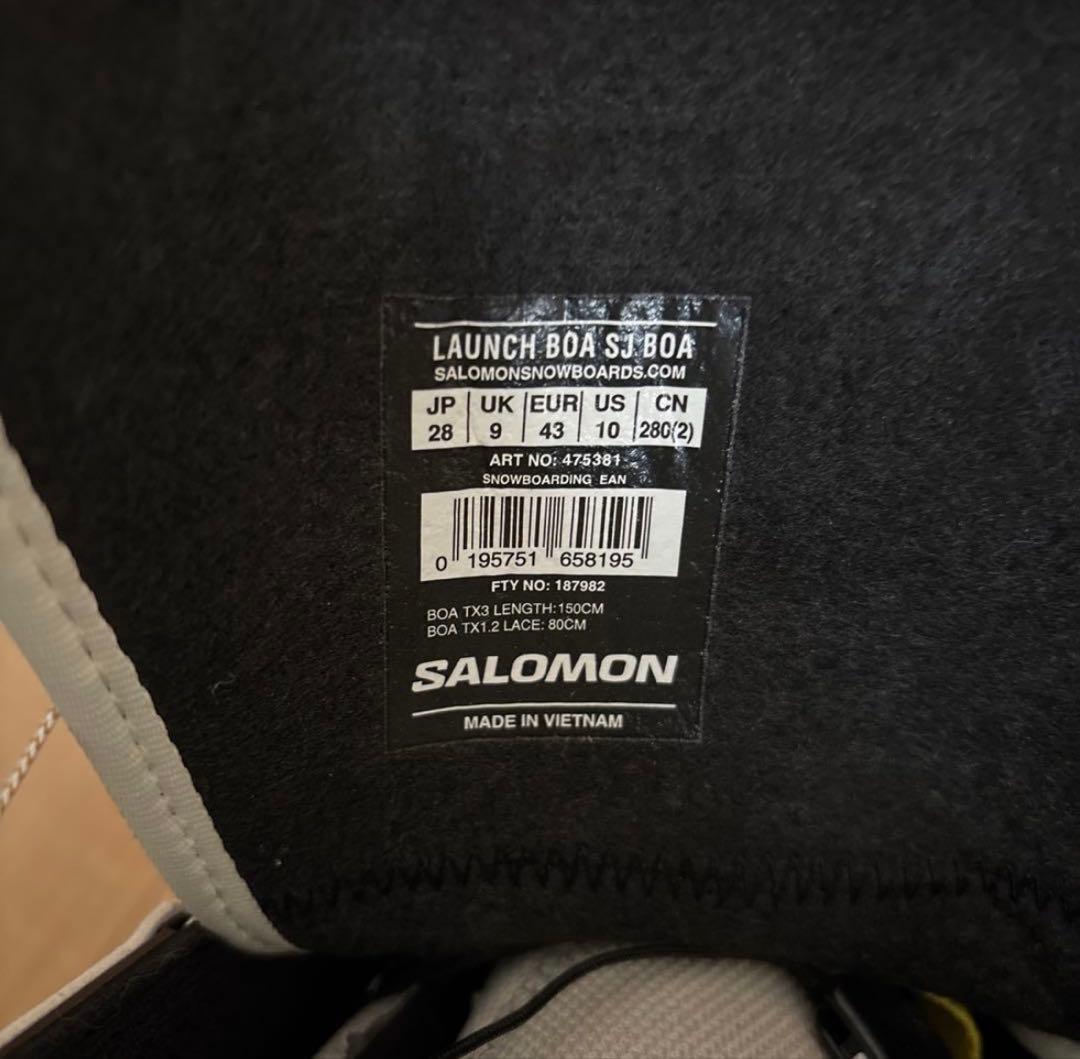 LAUNCH BOA SJ BOA
SALOMONSNOWBOARDS.COM
JP UK EUR US CN
28 9 43 10 280(2)
ART NO: 475381
SNOWBOARDING EAN
0 195751 658195
FTY NO: 187982
BOA TX3 LENGTH:150CM
BOA TX1.2 LACE: 80CM
SALOMON
MADE IN VIETNAM